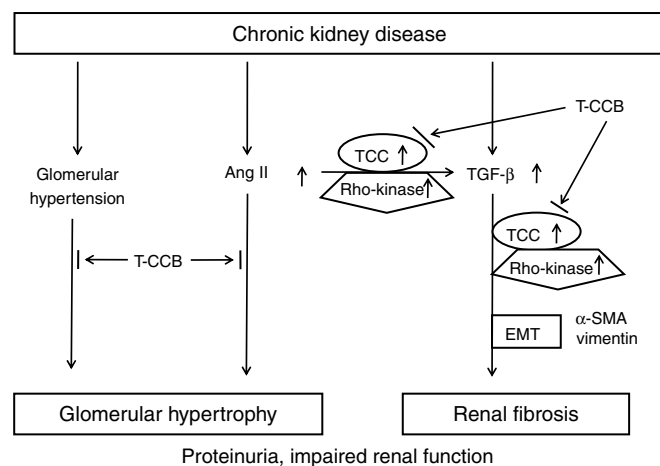 Chronic kidney disease
T-CCB
TCC ↑
Glomerular
hypertension
Ang II ↑
Rho-kinase ↑
TGF-β ↑
TCC ↑
T-CCB
Rho-kinase ↑
EMT
α-SMA
vimentin
Glomerular hypertrophy
Renal fibrosis
Proteinuria, impaired renal function